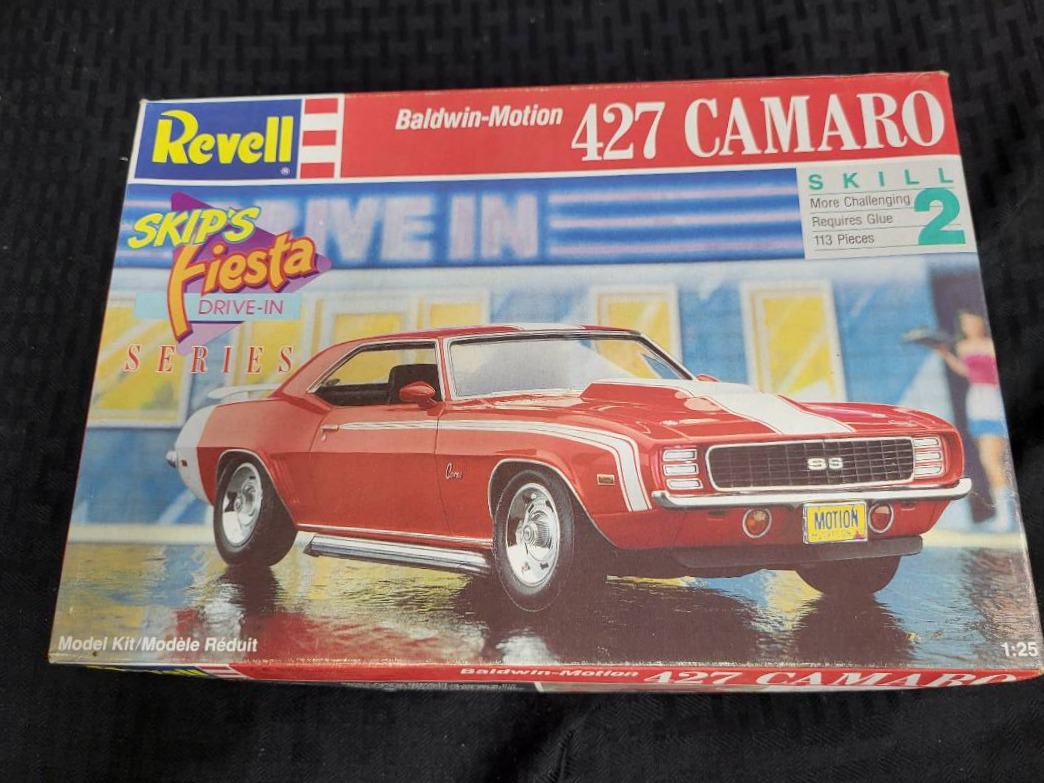 Revell®
Baldwin-Motion 427 CAMARO
SKILL 2
More Challenging
Requires Glue
113 Pieces
DRIVE IN
SKIP'S
Fiesta
DRIVE-IN
SERIES
Camaro
SS
MOTION
Model Kit/Modèle Réduit
1:25
Baldwin-Motion 427 CAMARO